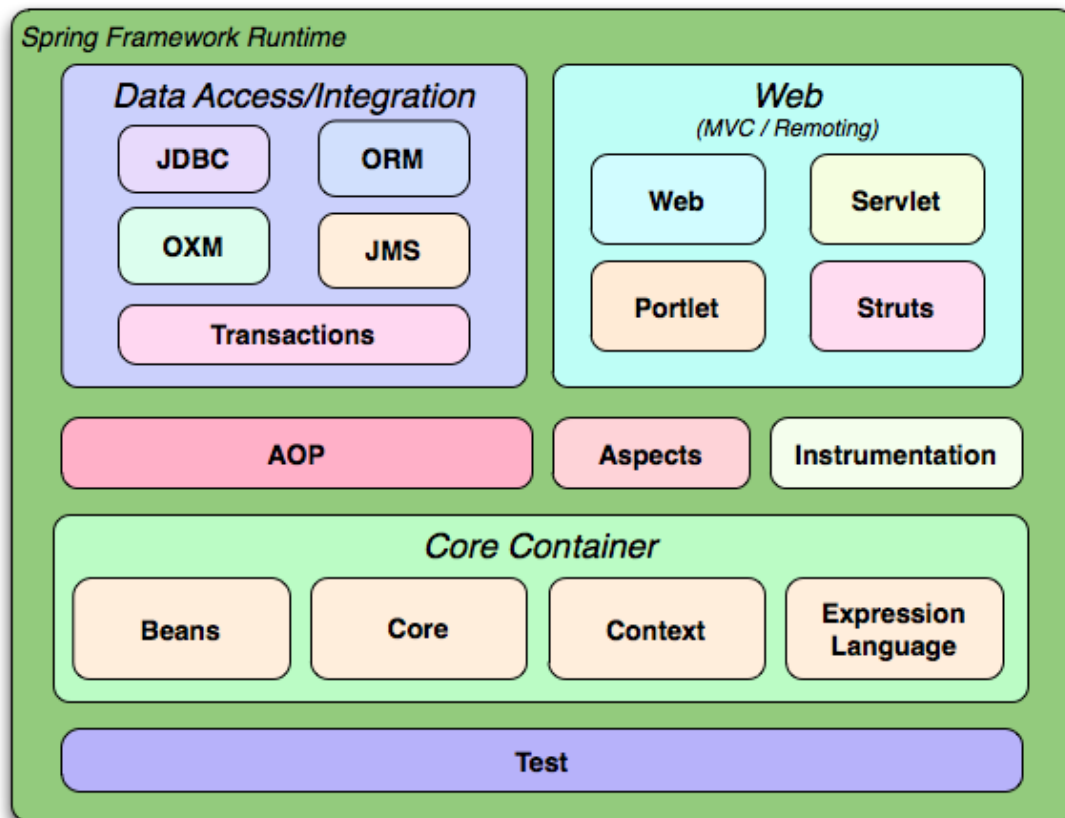 Spring Framework Runtime
Data Access/Integration
JDBC
ORM
OXM
JMS
Transactions
Web
(MVC / Remoting)
Web
Servlet
Portlet
Struts
AOP
Aspects
Instrumentation
Core Container
Beans
Core
Context
Expression
Language
Test